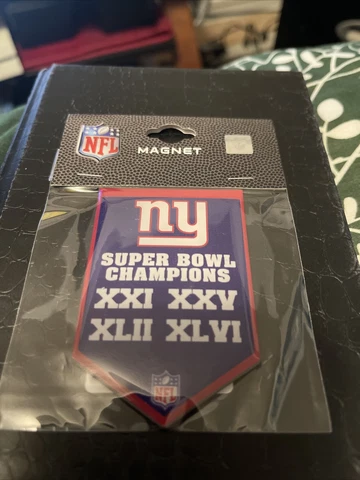 NFL
MAGNET
ny
SUPER BOWL
CHAMPIONS
XXI XXV
XLII XLVI
NFL